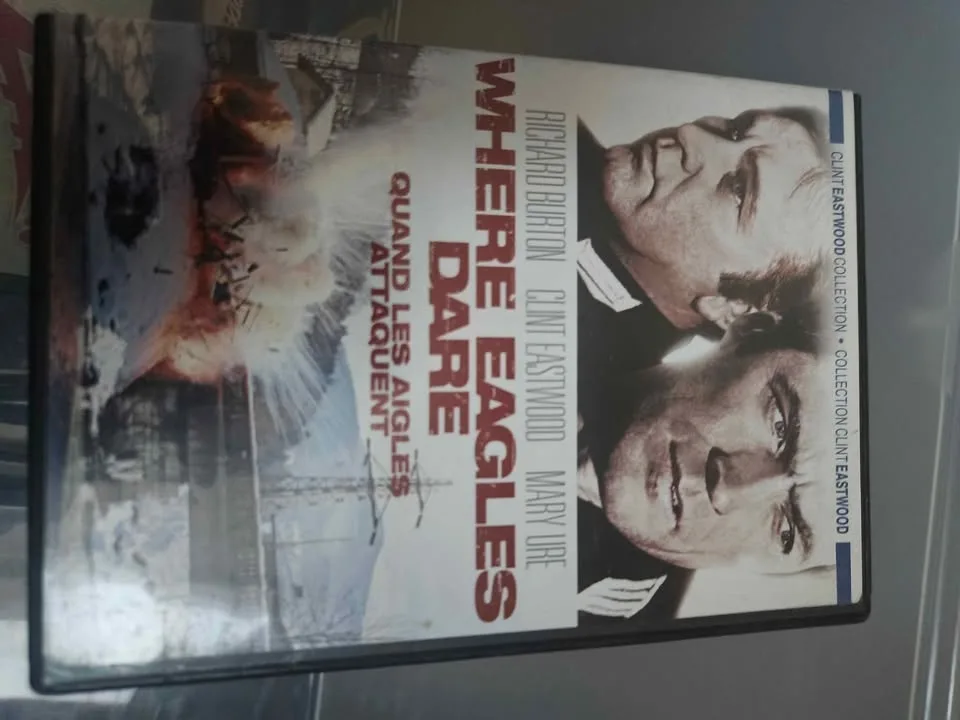 CLINT EASTWOOD COLLECTION • COLLECTION CLINT EASTWOOD
RICHARD BURTON CLINT EASTWOOD MARY URE
WHERE EAGLES
DARE
QUAND LES AIGLES
ATTAQUENT